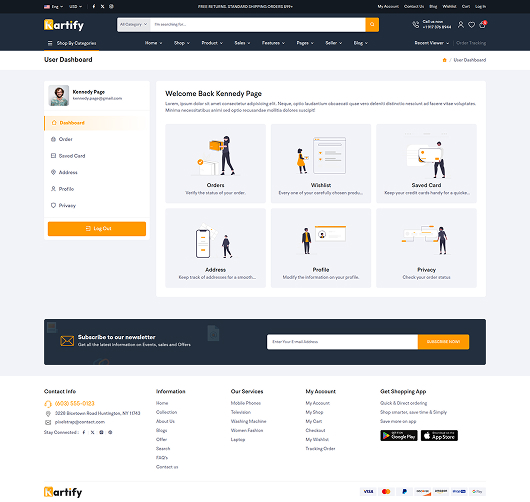 Eng USD FREE RETURNS. STANDARD SHIPPING ORDERS $99+ My Account Contact Us Blog Wishlist Cart Log In
Kartify All Category I'm searching for... Call us now
+1 917 376 8944 0
Shop By Categories Home Shop Product Sales Features Pages Seller Blog Recent Viewer Order Tracking
User Dashboard / User Dashboard
Kennedy Page
kennedy.page@gmail.com
Dashboard
Order
Saved Card
Address
Profile
Privacy
Log Out
Welcome Back Kennedy Page
Lorem, ipsum dolor sit amet consectetur adipisicing elit. Neque, optio laudantium obcaecati quae vero deleniti distinctio nostrum ad facere vitae voluptates.
Minima necessitatibus animi sed optio recusandae mollitia dolores suscipit!
Orders
Verify the status of your order.
Wishlist
Every one of your carefully chosen produ...
Saved Card
Keep your credit cards handy for a quicke...
Address
Keep track of addresses for a smooth...
Profile
Modify the information on your profile.
Privacy
Check your order status
Subscribe to our newsletter
Get all the latest information on Events, sales and Offers
Enter Your E-mail Address SUBSCRIBE NOW!
Contact Info
(603) 555-0123
3228 Bicetown Road Huntington, NY 11743
pixelstrap@contact.com
Stay Connected :
Information
Home
Collection
About Us
Blogs
Offer
Search
FAQ's
Contact us
Our Services
Mobile Phones
Television
Washing Machine
Women Fashion
Laptop
My Account
My Account
My Shop
My Cart
Checkout
My Wishlist
Tracking Order
Get Shopping App
Quick & Direct ordering
Shop smarter, save time & Simply
Save more on app
Google Play App Store
Kartify VISA